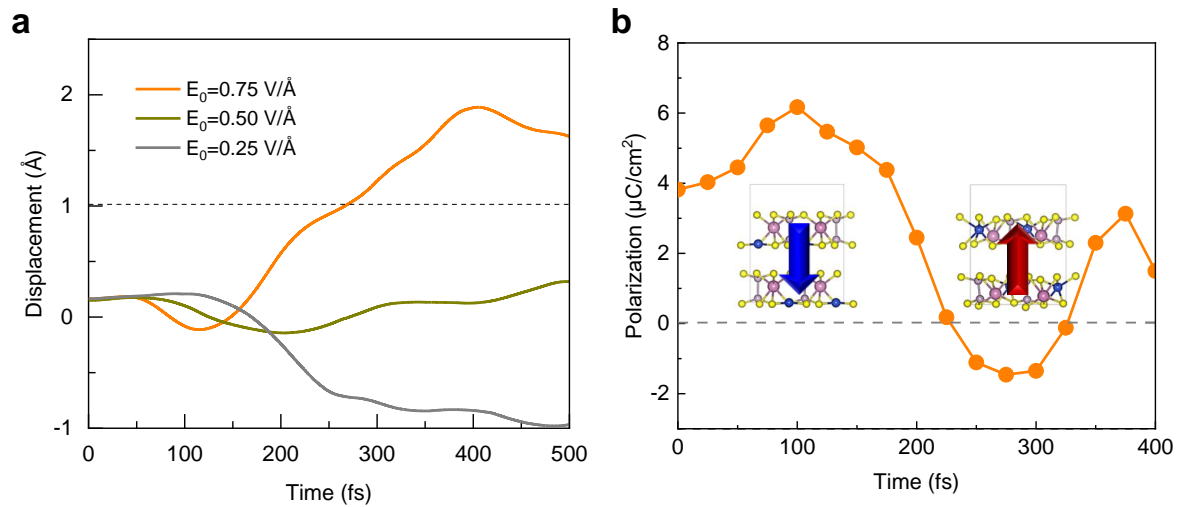 a
Displacement (Å)
2
1
0
-1
E₀=0.75 V/Å
E₀=0.50 V/Å
E₀=0.25 V/Å
0 100 200 300 400 500
Time (fs)
b
Polarization (μC/cm²)
8
6
4
2
0
-2
0 100 200 300 400
Time (fs)